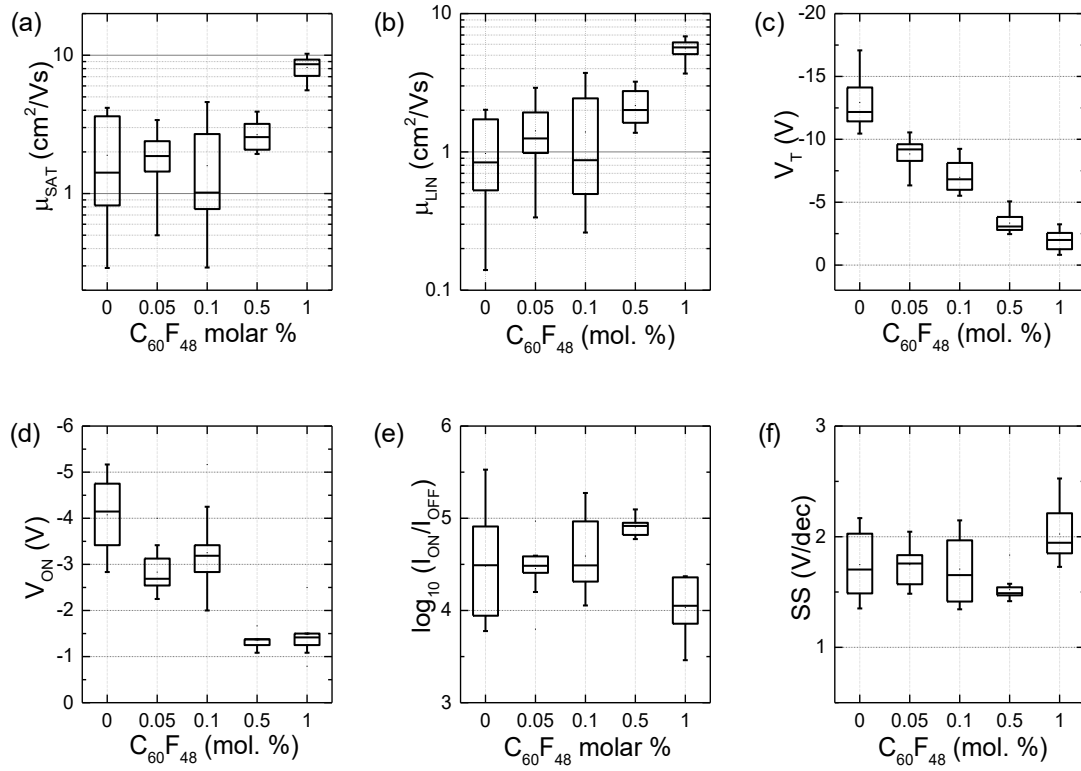 (a)
10
1
μSAT (cm2/Vs)
0 0.05 0.1 0.5 1
C60F48 molar %
(b)
10
1
0.1
μLIN (cm2/Vs)
0 0.05 0.1 0.5 1
C60F48 (mol. %)
(c)
-20
-15
-10
-5
0
VT (V)
0 0.05 0.1 0.5 1
C60F48 (mol. %)
(d)
-6
-5
-4
-3
-2
-1
0
VON (V)
0 0.05 0.1 0.5 1
C60F48 (mol. %)
(e)
6
5
4
3
log10 (ION/IOFF)
0 0.05 0.1 0.5 1
C60F48 molar %
(f)
3
2
1
SS (V/dec)
0 0.05 0.1 0.5 1
C60F48 (mol. %)